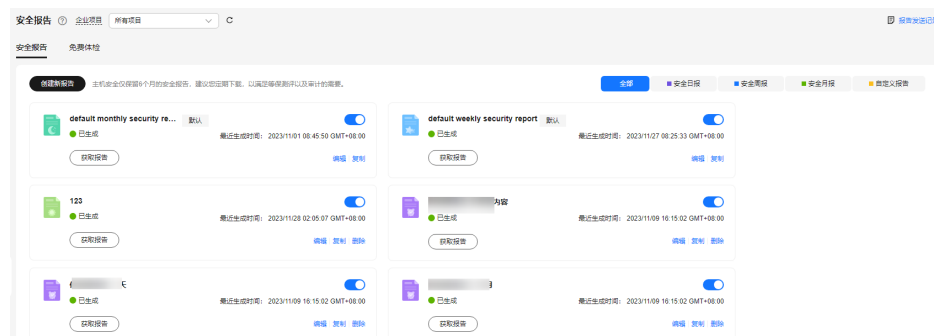 安全报告 企业项目 所有项目 报告发送记
安全报告 免费体检
创建新报告 主机安全仅保留6个月的安全报告，建议您定期下载，以满足等保测评以及审计的需要。 全部 安全日报 安全周报 安全月报 自定义报告
default monthly security re... 默认 default weekly security report 默认
已生成 最近生成时间： 2023/11/01 08:45:50 GMT+08:00 已生成 最近生成时间： 2023/11/27 08:25:33 GMT+08:00
获取报告 编辑 复制 获取报告 编辑 复制
123 内容
已生成 最近生成时间： 2023/11/28 02:05:07 GMT+08:00 已生成 最近生成时间： 2023/11/09 16:15:02 GMT+08:00
获取报告 编辑 复制 删除 获取报告 编辑 复制 删除
已生成 最近生成时间： 2023/11/09 16:15:02 GMT+08:00 已生成 最近生成时间： 2023/11/09 16:15:02 GMT+08:00
获取报告 编辑 复制 删除 获取报告 编辑 复制 删除